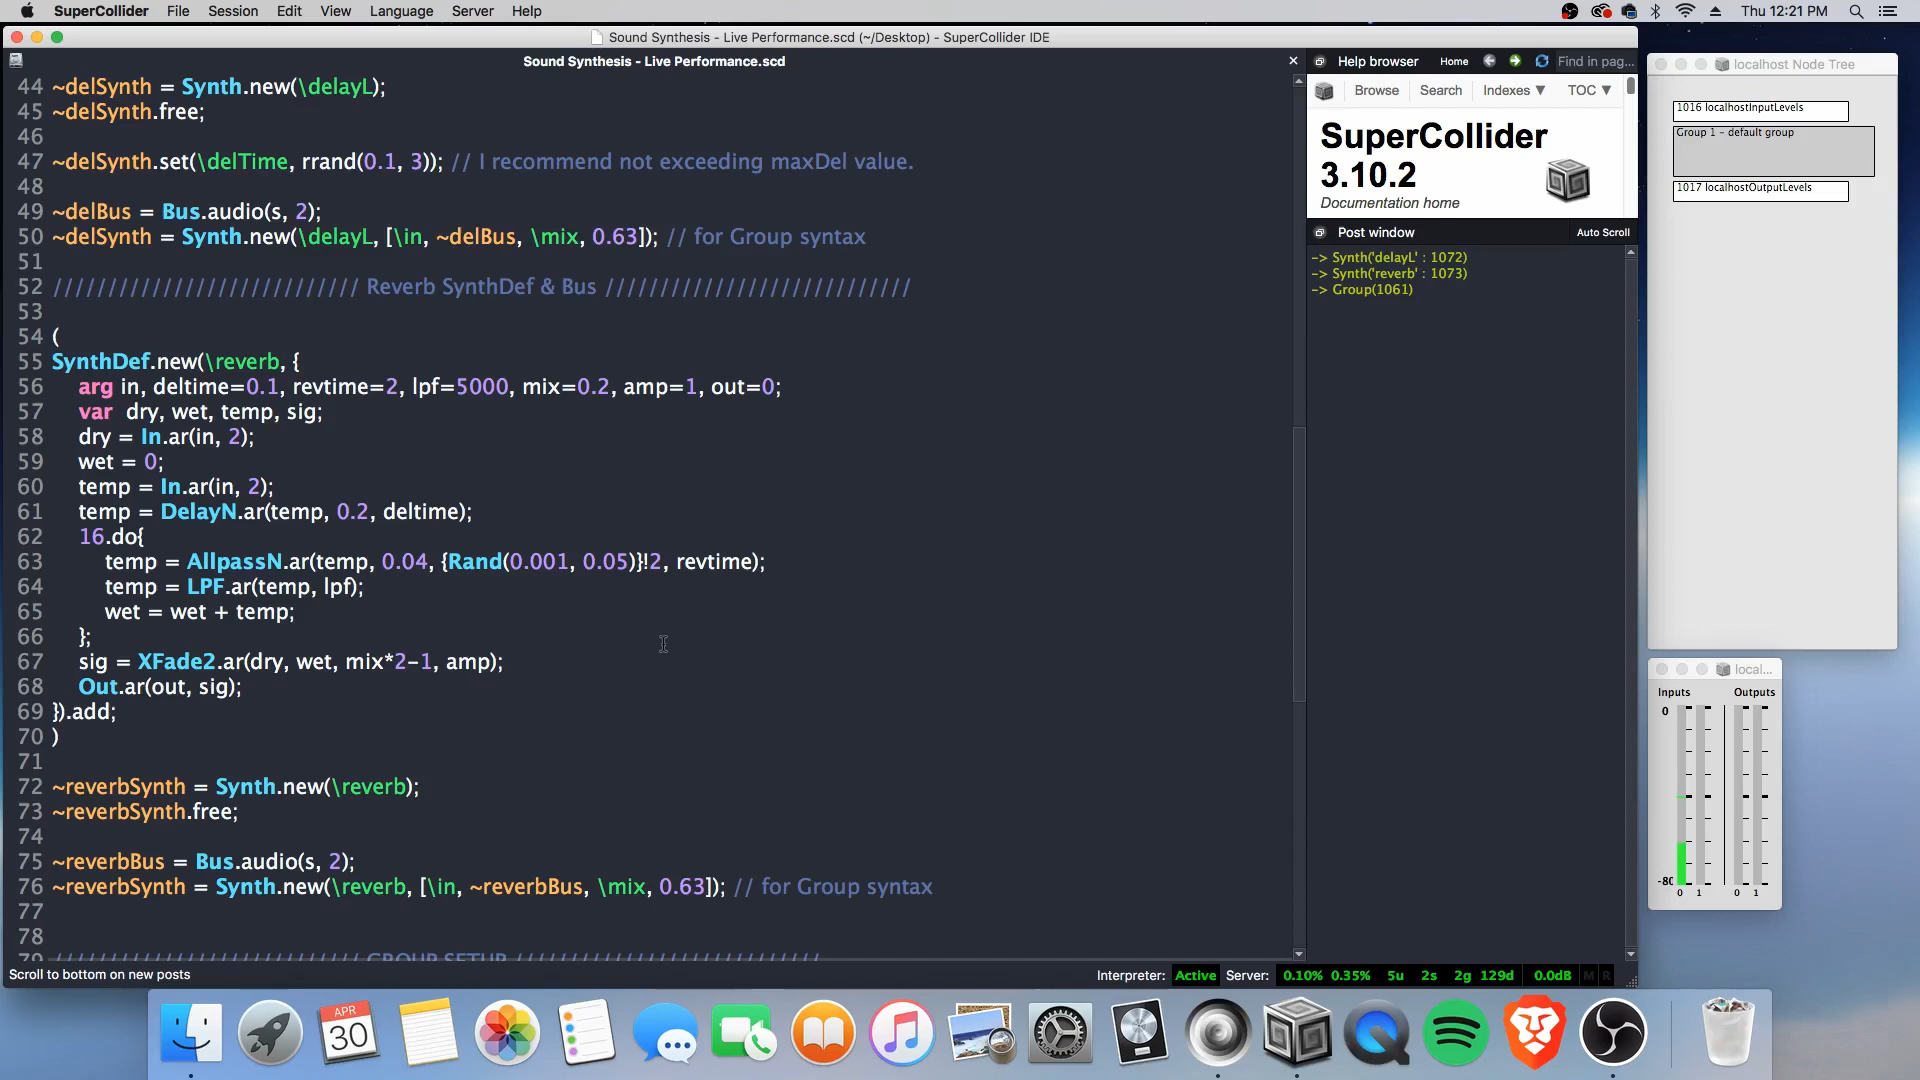 SuperCollider File Session Edit View Language Server Help Thu 12:21 PM
Sound Synthesis - Live Performance.scd (~/Desktop) - SuperCollider IDE
Sound Synthesis - Live Performance.scd
44 ~delSynth = Synth.new(\delayL);
45 ~delSynth.free;
46
47 ~delSynth.set(\delTime, rrand(0.1, 3)); // I recommend not exceeding maxDel value.
48
49 ~delBus = Bus.audio(s, 2);
50 ~delSynth = Synth.new(\delayL, [\in, ~delBus, \mix, 0.63]); // for Group syntax
51
52 //////////////////////////// Reverb SynthDef & Bus ////////////////////////////
53
54 (
55 SynthDef.new(\reverb, {
56 arg in, deltime=0.1, revtime=2, lpf=5000, mix=0.2, amp=1, out=0;
57 var dry, wet, temp, sig;
58 dry = In.ar(in, 2);
59 wet = 0;
60 temp = In.ar(in, 2);
61 temp = DelayN.ar(temp, 0.2, deltime);
62 16.do{
63 temp = AllpassN.ar(temp, 0.04, {Rand(0.001, 0.05)}!2, revtime);
64 temp = LPF.ar(temp, lpf);
65 wet = wet + temp;
66 };
67 sig = XFade2.ar(dry, wet, mix*2-1, amp);
68 Out.ar(out, sig);
69 }).add;
70 )
71
72 ~reverbSynth = Synth.new(\reverb);
73 ~reverbSynth.free;
74
75 ~reverbBus = Bus.audio(s, 2);
76 ~reverbSynth = Synth.new(\reverb, [\in, ~reverbBus, \mix, 0.63]); // for Group syntax
77
78
79 //////////////////////////// GROUP SETUP ////////////////////////////
Scroll to bottom on new posts
Interpreter: Active Server: 0.10% 0.35% 5u 2s 2g 129d 0.0dB M R
Help browser Home Find in pag...
Browse Search Indexes ▼ TOC ▼
SuperCollider
3.10.2
Documentation home
Post window Auto Scroll
-> Synth('delayL' : 1072)
-> Synth('reverb' : 1073)
-> Group(1061)
localhost Node Tree
1016 localhostInputLevels
Group 1 - default group
1017 localhostOutputLevels
local...
Inputs Outputs
0
-80
0 1 0 1
APR
30